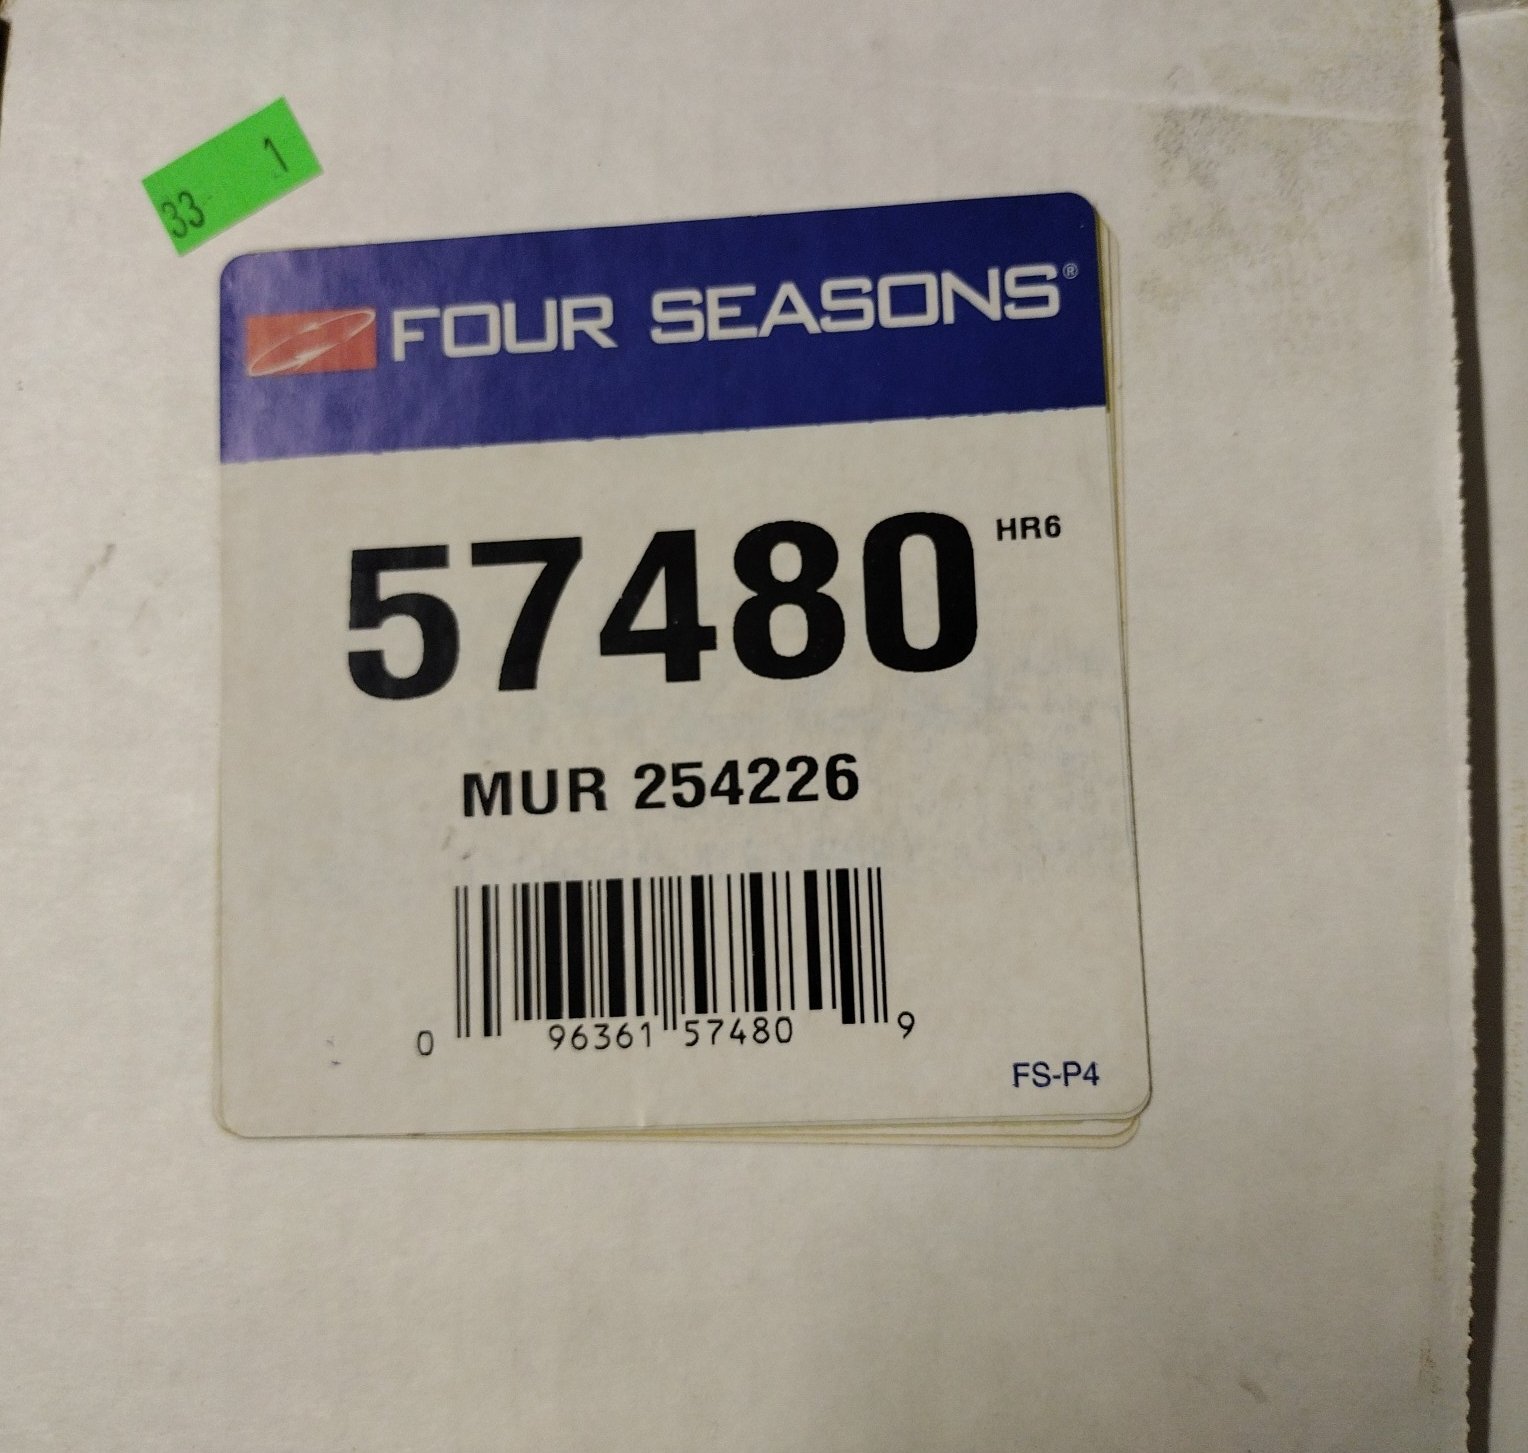 33 1
FOUR SEASONS®
57480 HR6
MUR 254226
0 96361 57480 9
FS-P4